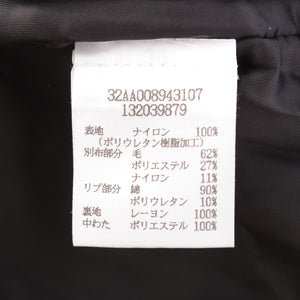 32AA008943107
132039879
表地 ナイロン 100%
(ポリウレタン樹脂加工)
別布部分 毛 62%
ポリエステル 27%
ナイロン 11%
リブ部分 綿 90%
ポリウレタン 10%
裏地 レーヨン 100%
中わた ポリエステル 100%